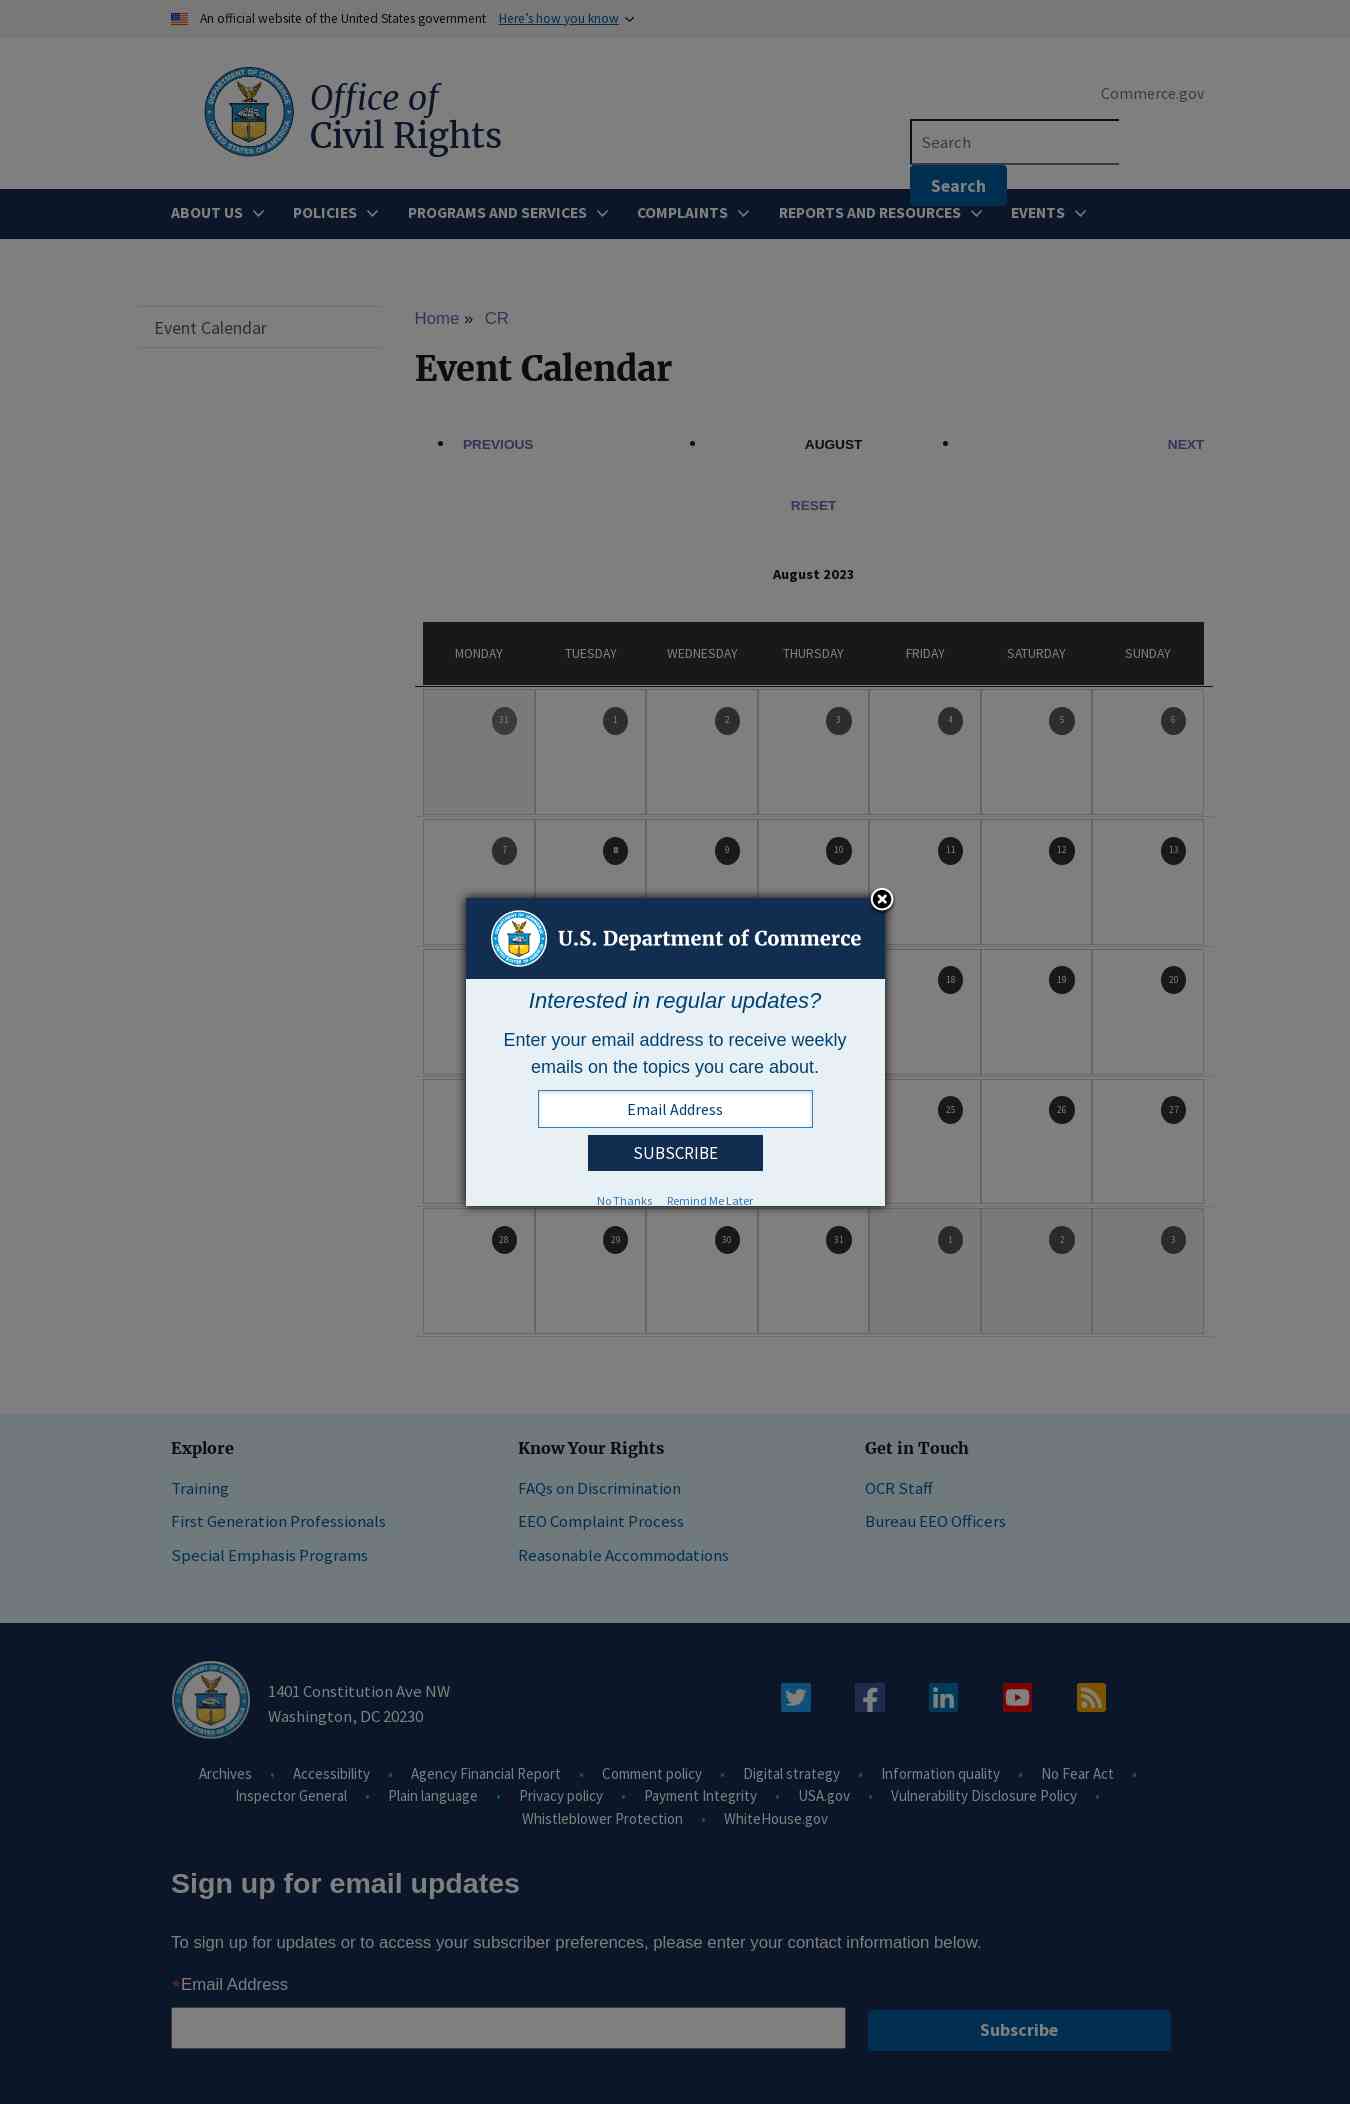 An official website of the United States government Here's how you know
Office of
Civil Rights
Commerce.gov
Search
Search
ABOUT US POLICIES PROGRAMS AND SERVICES COMPLAINTS REPORTS AND RESOURCES EVENTS
Event Calendar
Home » CR
Event Calendar
• PREVIOUS • AUGUST • NEXT
RESET
August 2023
MONDAY TUESDAY WEDNESDAY THURSDAY FRIDAY SATURDAY SUNDAY
31 1 2 3 4 5 6
7 8 9 10 11 12 13
18 19 20
25 26 27
28 29 30 31 1 2 3
U.S. Department of Commerce
Interested in regular updates?
Enter your email address to receive weekly
emails on the topics you care about.
Email Address
SUBSCRIBE
No Thanks Remind Me Later
Explore
Training
First Generation Professionals
Special Emphasis Programs
Know Your Rights
FAQs on Discrimination
EEO Complaint Process
Reasonable Accommodations
Get in Touch
OCR Staff
Bureau EEO Officers
1401 Constitution Ave NW
Washington, DC 20230
Archives • Accessibility • Agency Financial Report • Comment policy • Digital strategy • Information quality • No Fear Act •
Inspector General • Plain language • Privacy policy • Payment Integrity • USA.gov • Vulnerability Disclosure Policy •
Whistleblower Protection • WhiteHouse.gov
Sign up for email updates
To sign up for updates or to access your subscriber preferences, please enter your contact information below.
*Email Address
Subscribe